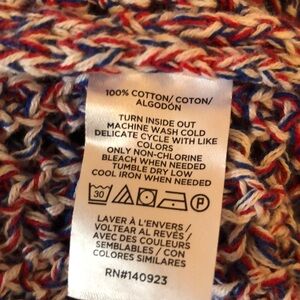 100% COTTON/ COTON/
ALGODÓN
TURN INSIDE OUT
MACHINE WASH COLD
DELICATE CYCLE WITH LIKE
COLORS
ONLY NON-CHLORINE
BLEACH WHEN NEEDED
TUMBLE DRY LOW
COOL IRON WHEN NEEDED
30 P
LAVER À L'ENVERS /
VOLTEAR AL REVÉS /
AVEC DES COULEURS
SEMBLABLES / CON
COLORES SIMILARES
RN#140923